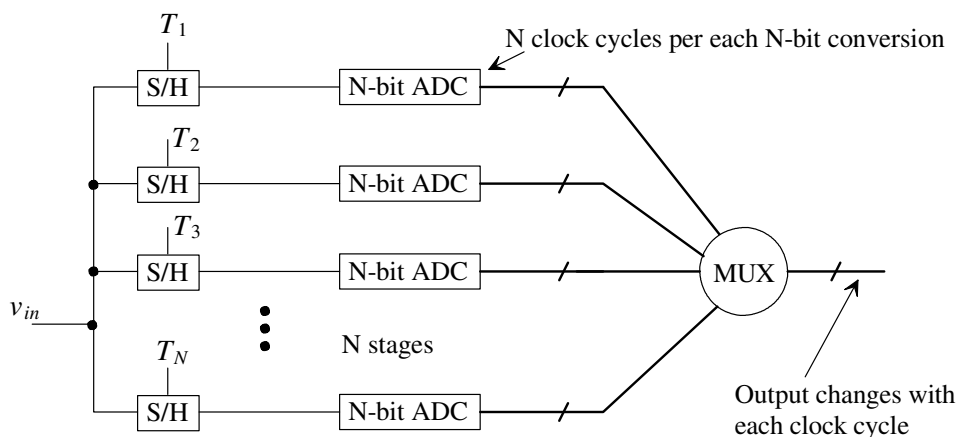 T1
N clock cycles per each N-bit conversion
S/H
N-bit ADC
T2
S/H
N-bit ADC
T3
S/H
N-bit ADC
MUX
vin
N stages
TN
S/H
N-bit ADC
Output changes with
each clock cycle